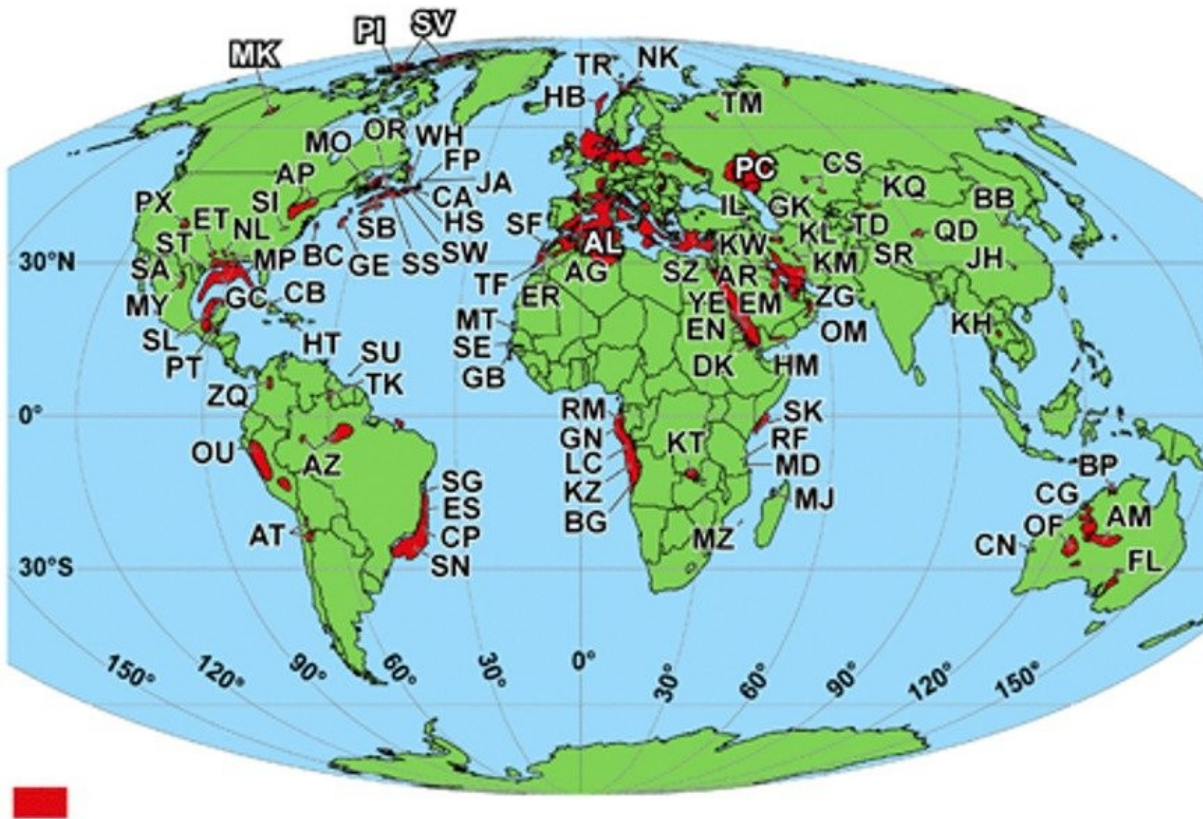 PI SV
MK
TR NK
HB
TM
MO OR WH
FP
AP JA
PC CS
PX ET SI CA
KQ BB
NL SB HS
IL GK
ST BC GE SS SW
SF AL KW KL TD QD
30°N SA MP
AG SZ AR KM SR JH
MY GC CB
TF ER YE EM ZG
SL HT
MT EN OM KH
PT SU
SE DK HM
ZQ TK
GB
0°
RM SK
OU AZ
GN KT RF
LC MD
SG
KZ MJ
BP
ES
BG
CG AM
AT CP
MZ
OF
SN
CN FL
30°S
150° 120° 90° 60° 30° 0° 30° 60° 90° 120° 150°